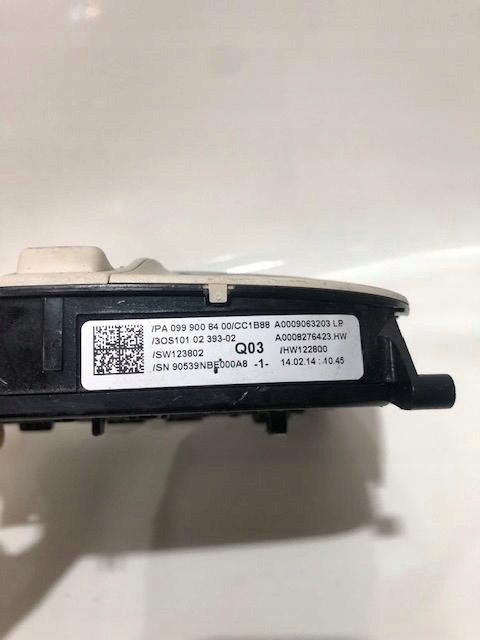 /PA 099 900 84 00/CC1B88 A0009063203 LP
/3OS101 02 393-02 A0008276423.HW
/SW123802 Q03 /HW122800
/SN 90539NBF000A8 -1- 14.02.14 : 10.45